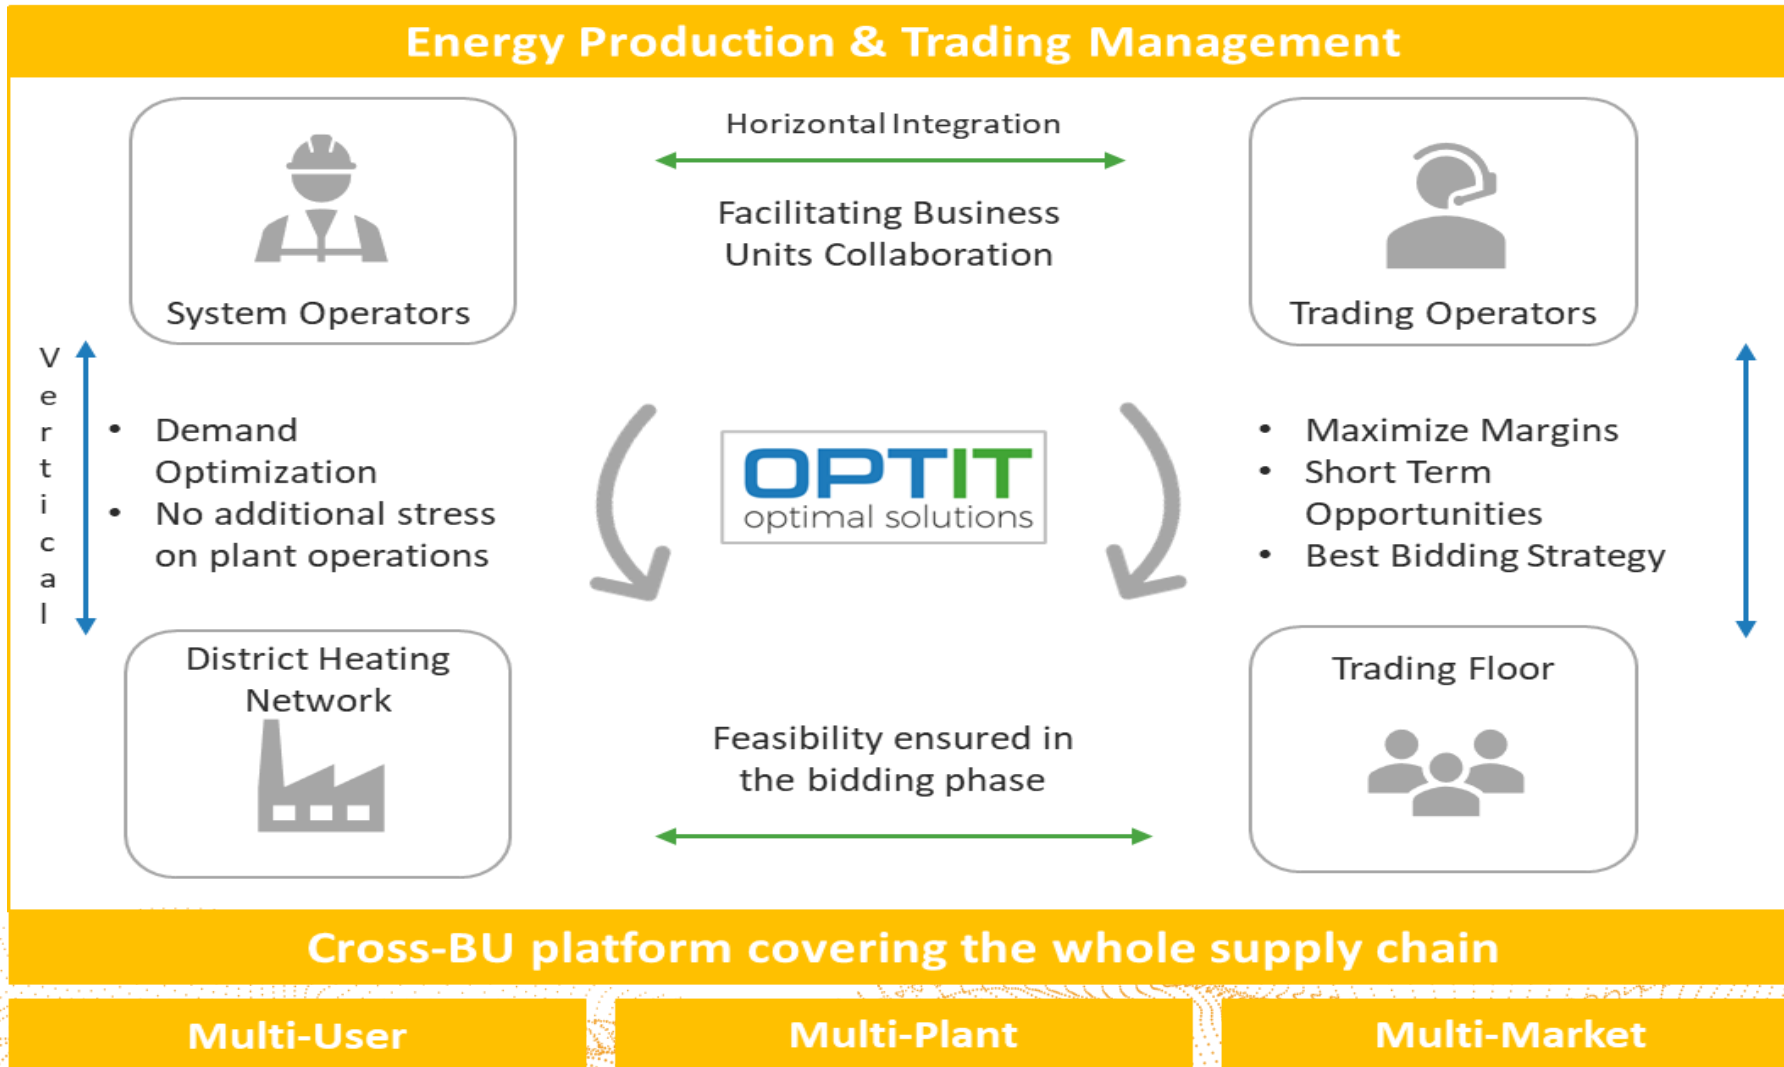 Energy Production & Trading Management
Horizontal Integration
Facilitating Business
Units Collaboration
System Operators
Trading Operators
Vertical
• Demand
Optimization
• No additional stress
on plant operations
OPTIT
optimal solutions
• Maximize Margins
• Short Term
Opportunities
• Best Bidding Strategy
District Heating
Network
Feasibility ensured in
the bidding phase
Trading Floor
Cross-BU platform covering the whole supply chain
Multi-User
Multi-Plant
Multi-Market